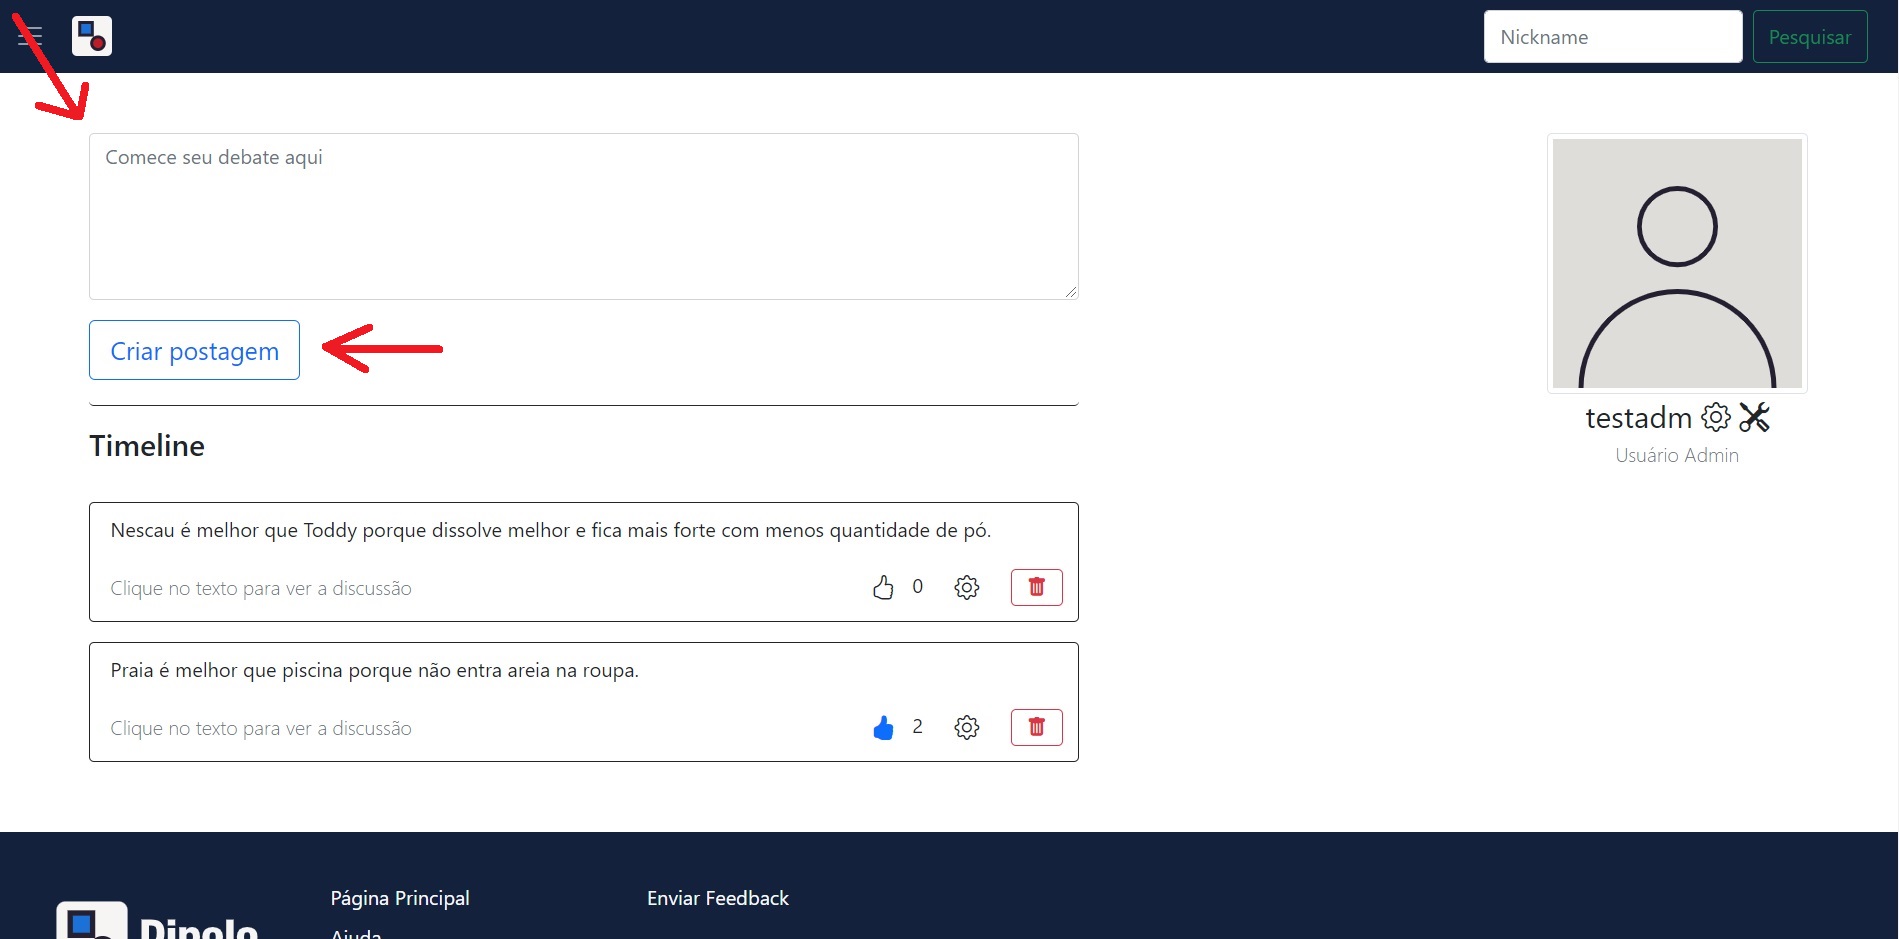 Nickname
Pesquisar
Comece seu debate aqui
Criar postagem
Timeline
testadm
Usuário Admin
Nescau é melhor que Toddy porque dissolve melhor e fica mais forte com menos quantidade de pó.
Clique no texto para ver a discussão
0
Praia é melhor que piscina porque não entra areia na roupa.
Clique no texto para ver a discussão
2
Página Principal
Enviar Feedback
Dipolo
Ajuda